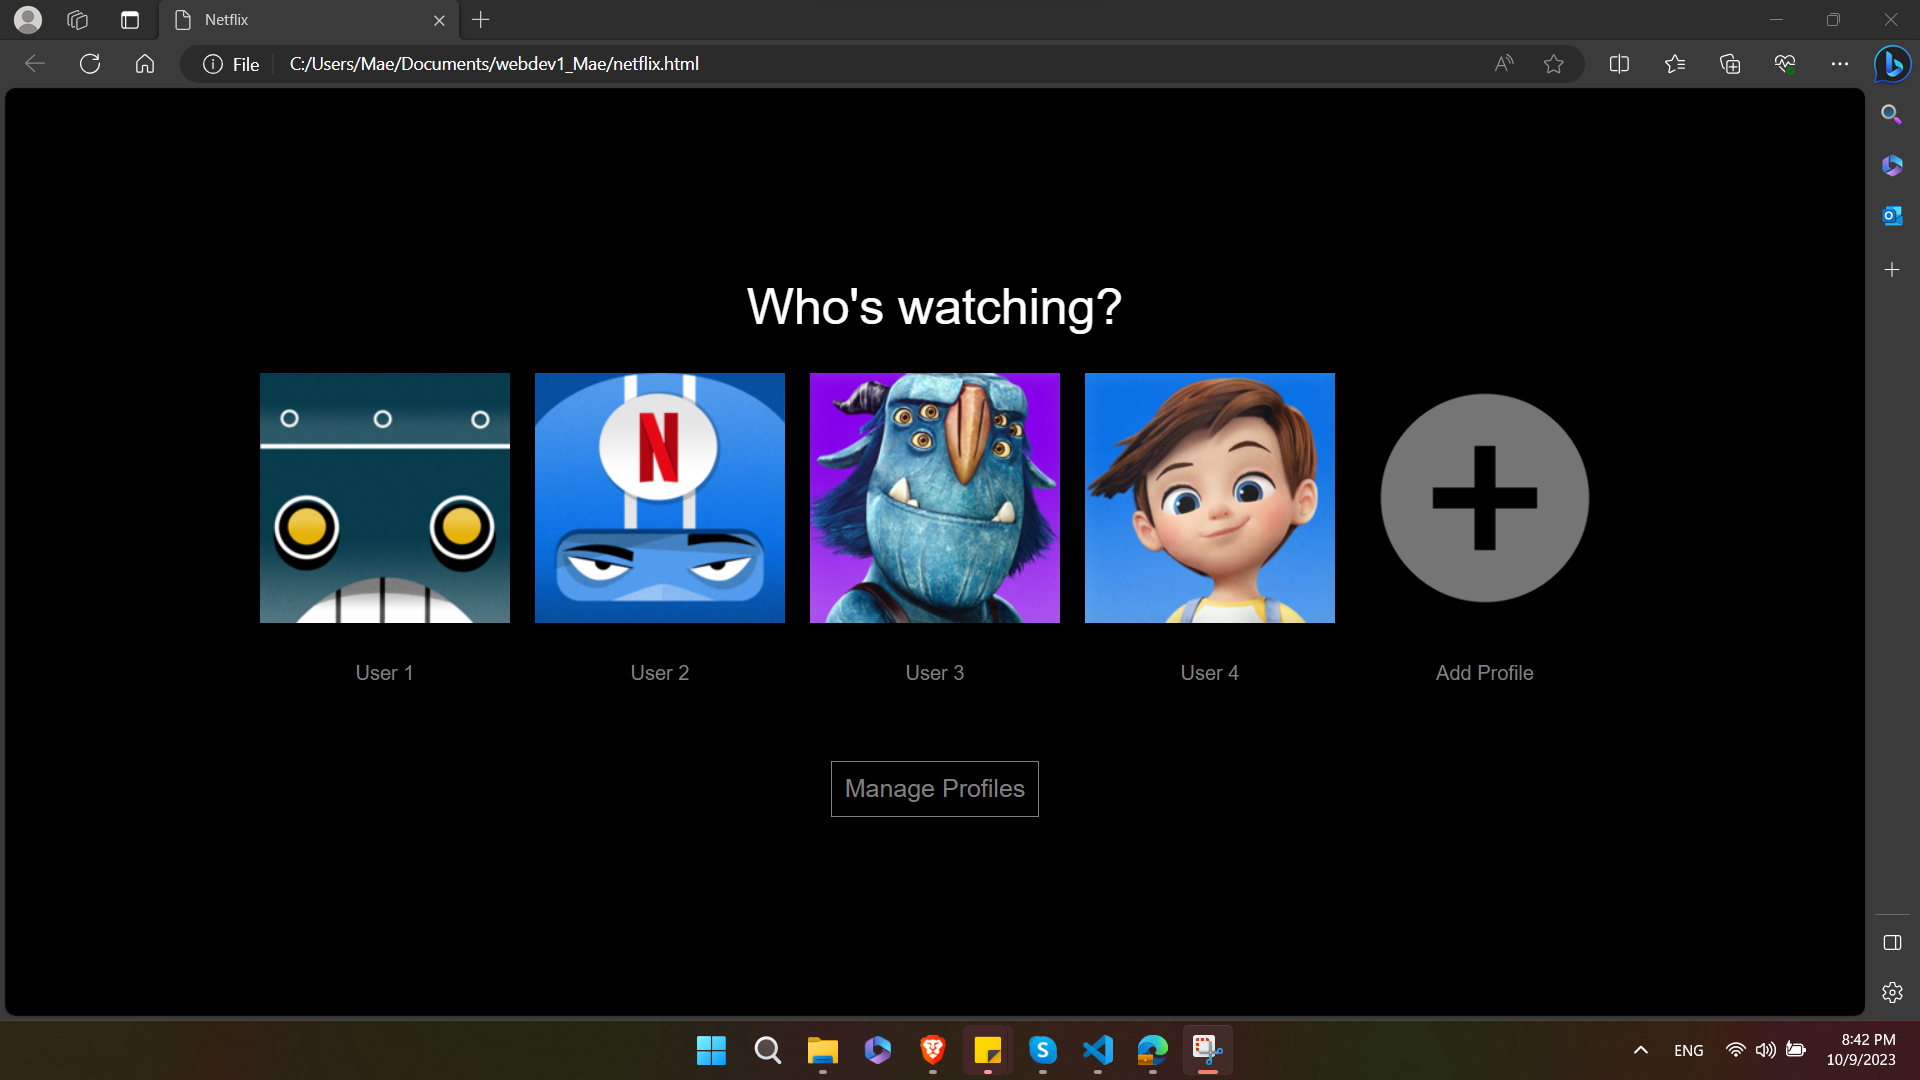 Netflix
File C:/Users/Mae/Documents/webdev1_Mae/netflix.html
Who's watching?
N
User 1
User 2
User 3
User 4
Add Profile
Manage Profiles
ENG
8:42 PM
10/9/2023